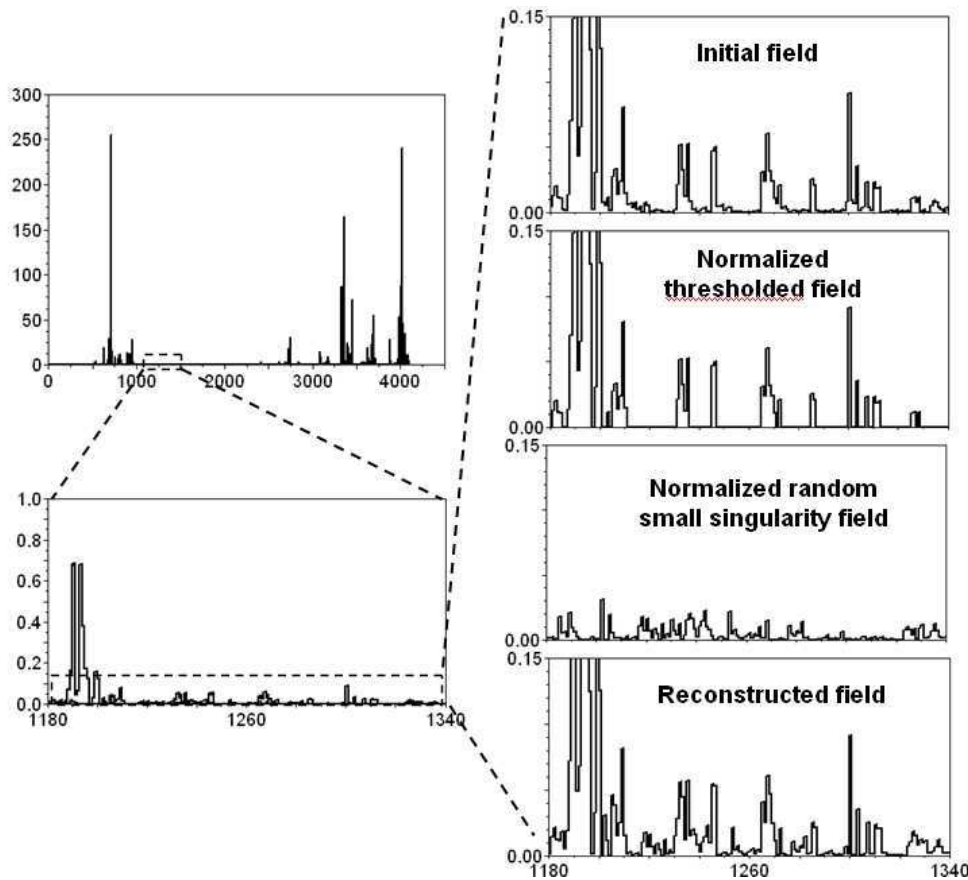 300
250
200
150
100
50
0
0 1000 2000 3000 4000
1.0
0.8
0.6
0.4
0.2
0.0
1180 1260 1340
0.15
Initial field
0.00
0.15
Normalized
thresholded field
0.00
0.15
Normalized random
small singularity field
0.00
0.15
Reconstructed field
0.00
1180 1260 1340